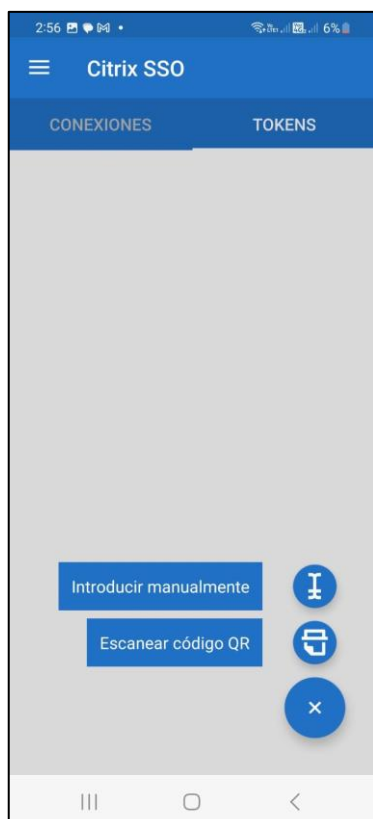 2:56 6%
Citrix SSO
CONEXIONES TOKENS
Introducir manualmente
Escanear código QR